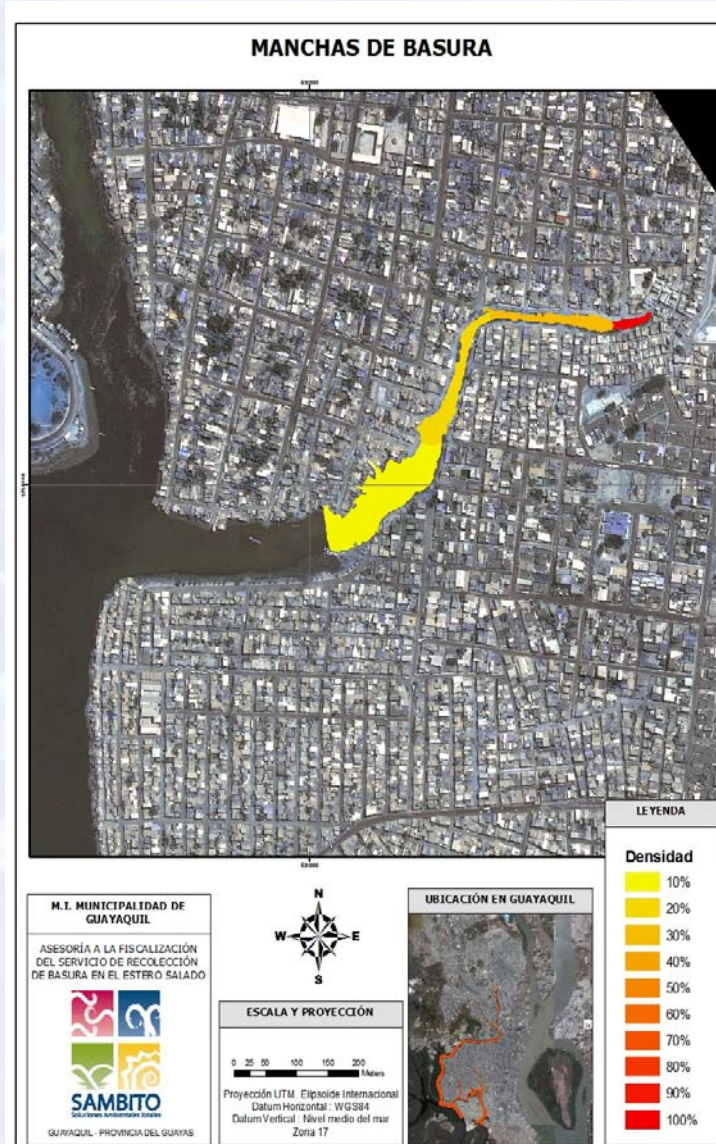 MANCHAS DE BASURA
LEYENDA
Densidad
10%
20%
30%
40%
50%
60%
70%
80%
90%
100%
M.I. MUNICIPALIDAD DE
GUAYAQUIL
ASESORÍA A LA FISCALIZACIÓN
DEL SERVICIO DE RECOLECCIÓN
DE BASURA EN EL ESTERO SALADO
SAMBITO
Soluciones Ambientales totales
GUAYAQUIL - PROVINCIA DEL GUAYAS
N
W
E
S
ESCALA Y PROYECCIÓN
0 25 50 100 150 200
Meters
Proyección UTM. Elipsoide Internacional
Datum Horizontal : WGS84
Datum Vertical : Nivel medio del mar
Zona 17
UBICACIÓN EN GUAYAQUIL